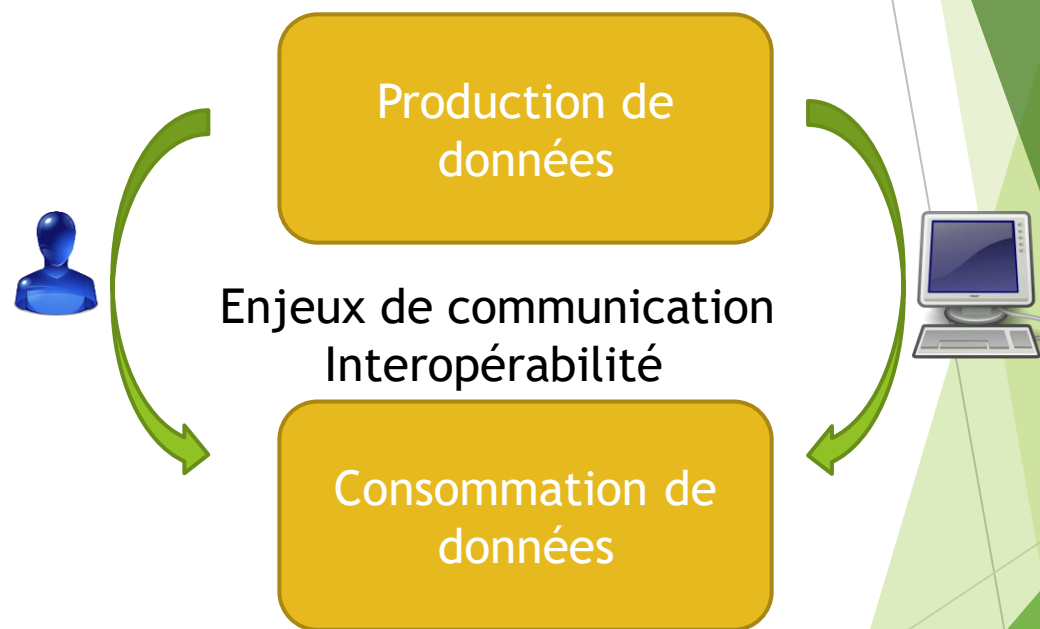 Production de
données
Enjeux de communication
Interopérabilité
Consommation de
données